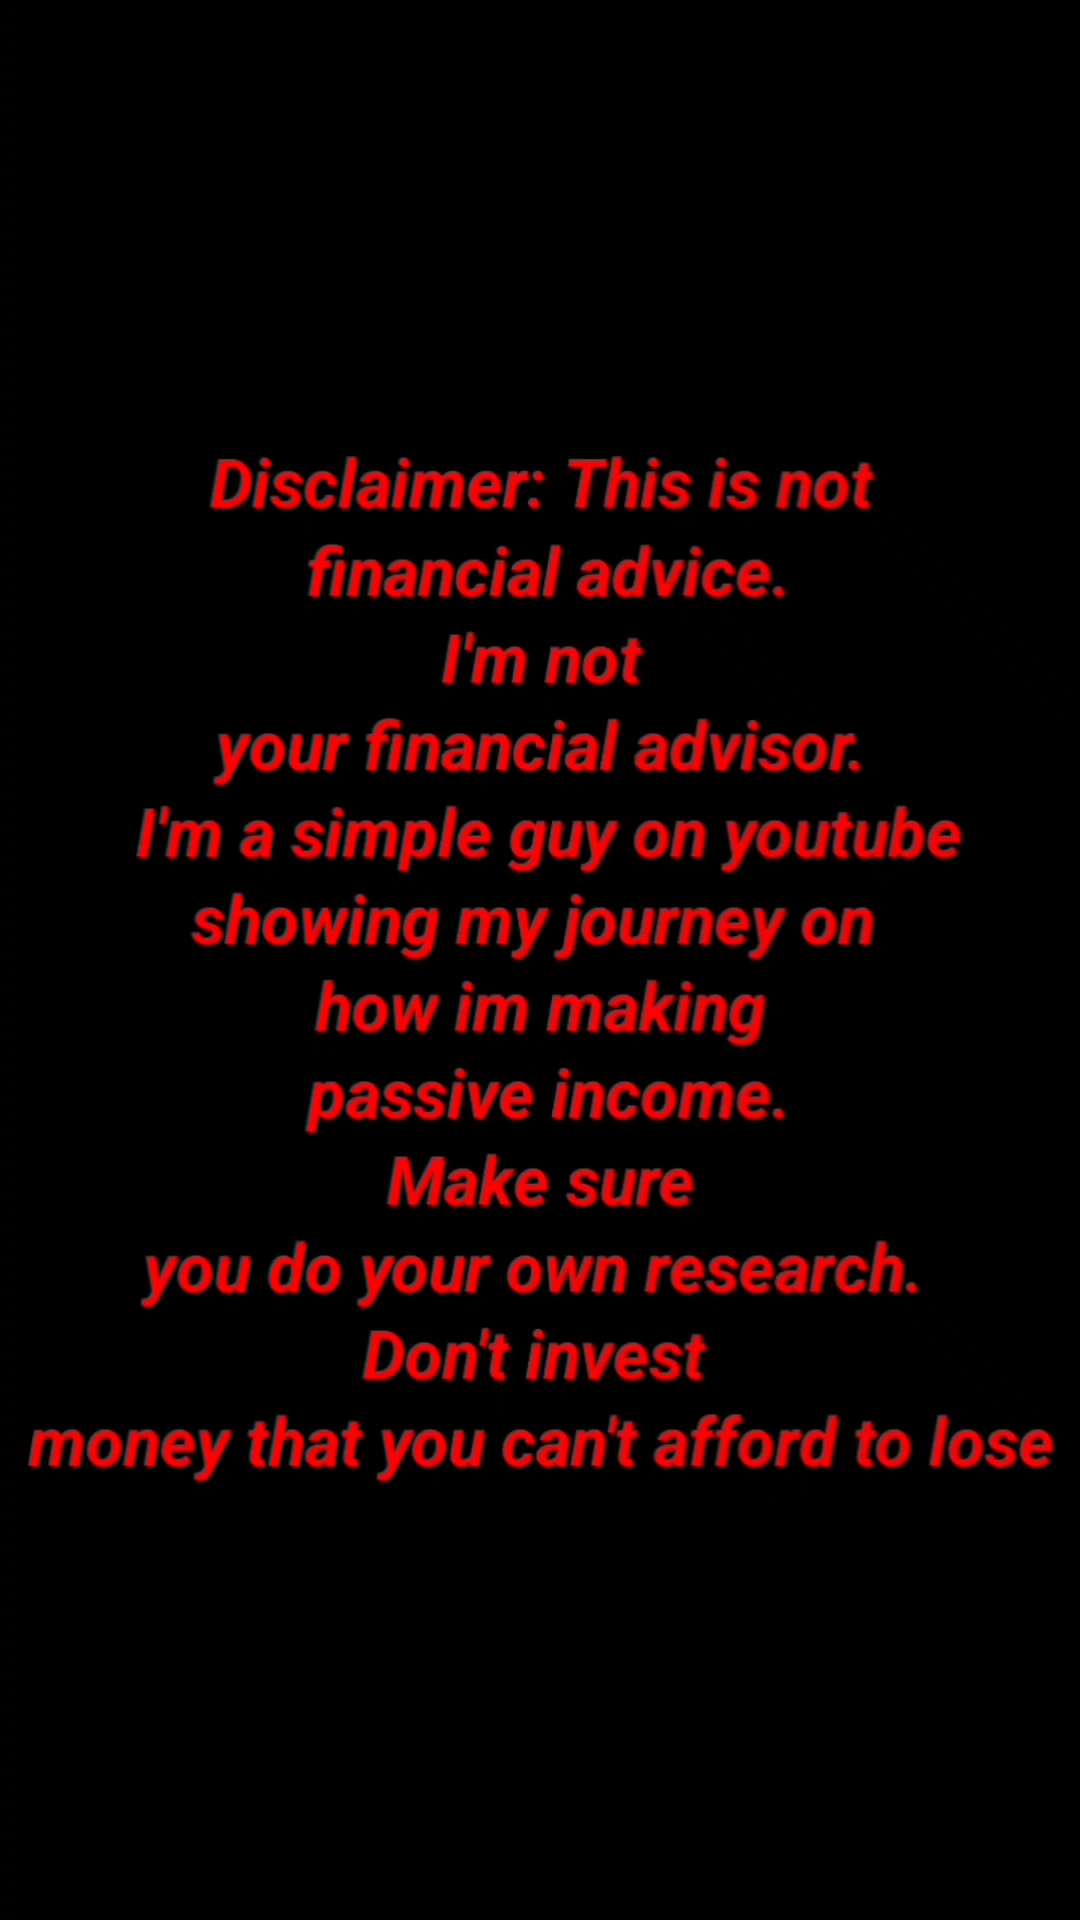 Disclaimer: This is not
financial advice.
I'm not
your financial advisor.
I'm a simple guy on youtube
showing my journey on
how im making
passive income.
Make sure
you do your own research.
Don't invest
money that you can't afford to lose